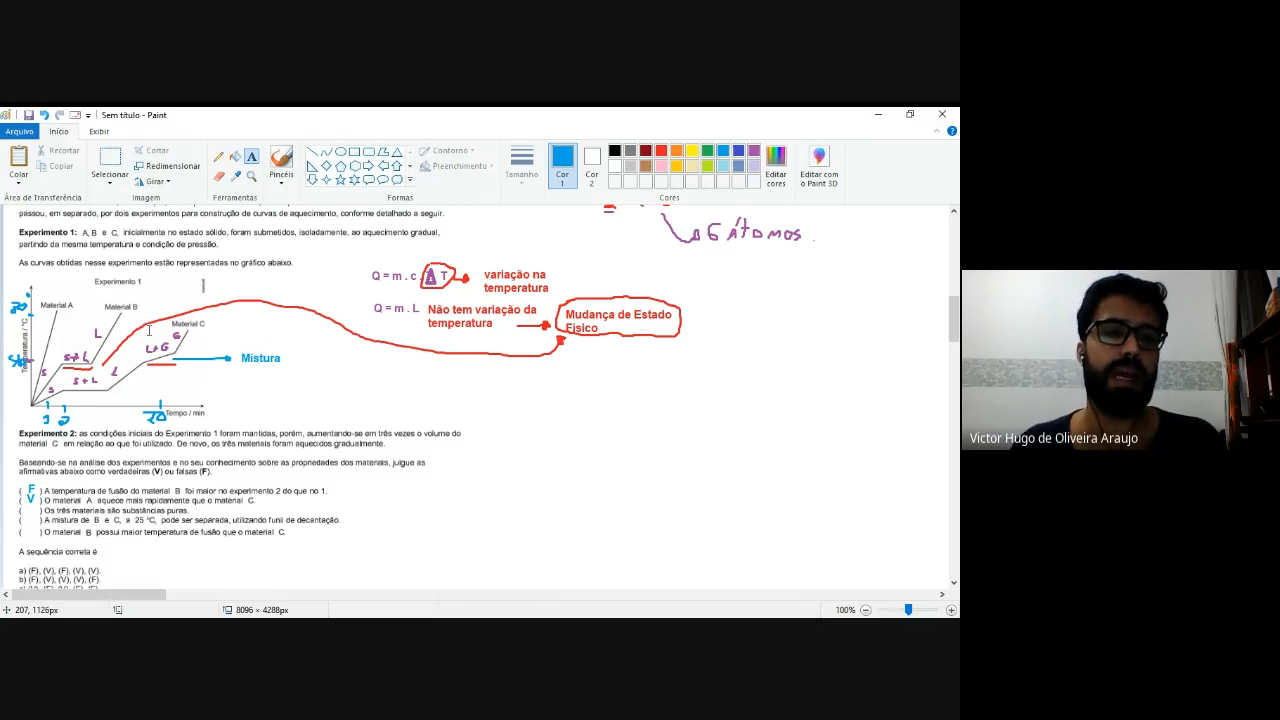 Sem título - Paint
Arquivo Início Exibir
Colar
Recortar
Copiar
Selecionar
Cortar
Redimensionar
Girar
Pincéis
Contorno
Preenchimento
Tamanho
Cor 1
Cor 2
Editar cores
Editar com o Paint 3D
Área de Transferência Imagem Ferramentas Formas Cores
passou, em separado, por dois experimentos para construção de curvas de aquecimento, conforme detalhado a seguir.
6 átomos
Experimento 1: A, B e C, inicialmente no estado sólido, foram submetidos, isoladamente, ao aquecimento gradual,
partindo da mesma temperatura e condição de pressão.
As curvas obtidas nesse experimento estão representadas no gráfico abaixo.
Experimento 1
Material A
Material B
Material C
Temperatura / °C
Tempo / min
S
S+L
L
S
S+L
L
L+G
G
1 2 20
Mistura
Q = m . c . Δ T
variação na
temperatura
Q = m . L
Não tem variação da
temperatura
Mudança de Estado
Físico
Experimento 2: as condições iniciais do Experimento 1 foram mantidas, porém, aumentando-se em três vezes o volume do
material C em relação ao que foi utilizado. De novo, os três materiais foram aquecidos gradualmente.
Baseando-se na análise dos experimentos e no seu conhecimento sobre as propriedades dos materiais, julgue as
afirmativas abaixo como verdadeiras (V) ou falsas (F).
( F ) A temperatura de fusão do material B foi maior no experimento 2 do que no 1.
( V ) O material A aquece mais rapidamente que o material C.
( ) Os três materiais são substâncias puras.
( ) A mistura de B e C, a 25 °C, pode ser separada, utilizando funil de decantação.
( ) O material B possui maior temperatura de fusão que o material C.
A sequência correta é
a) (F), (V), (F), (V), (V).
b) (F), (V), (V), (V), (F).
207, 1126px
8096 × 4288px
100%
Victor Hugo de Oliveira Araujo